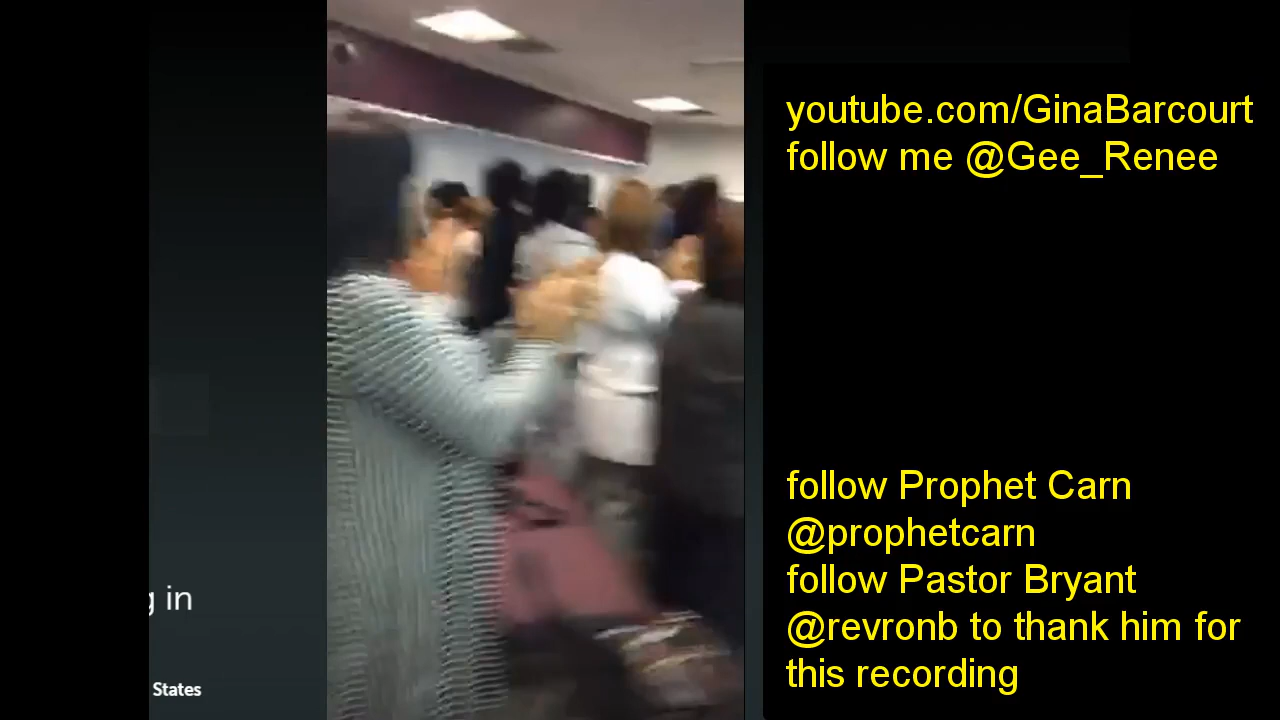 youtube.com/GinaBarcourt
follow me @Gee_Renee
follow Prophet Carn
@prophetcarn
follow Pastor Bryant
@revronb to thank him for
this recording
in
States